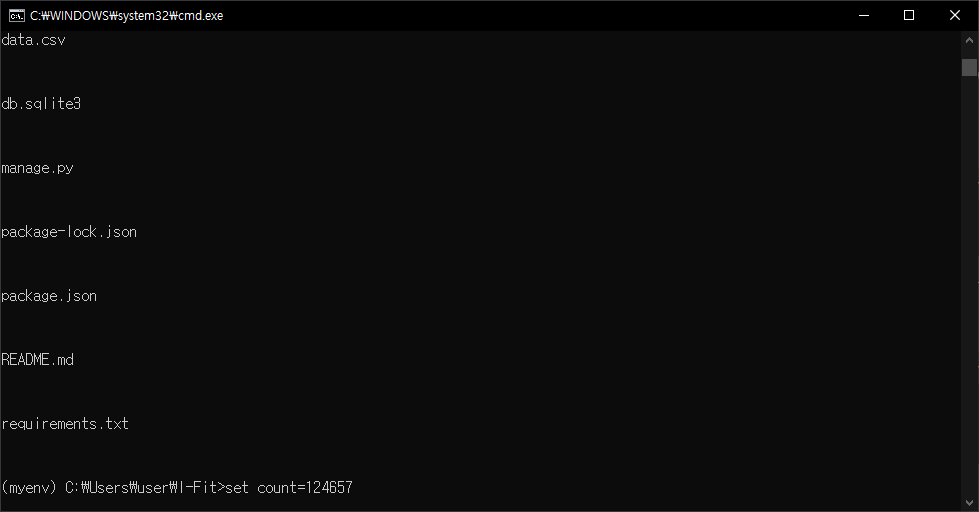 C:₩WINDOWS₩system32₩cmd.exe
data.csv
db.sqlite3
manage.py
package-lock.json
package.json
README.md
requirements.txt
(myenv) C:₩Users₩user₩I-Fit>set count=124657